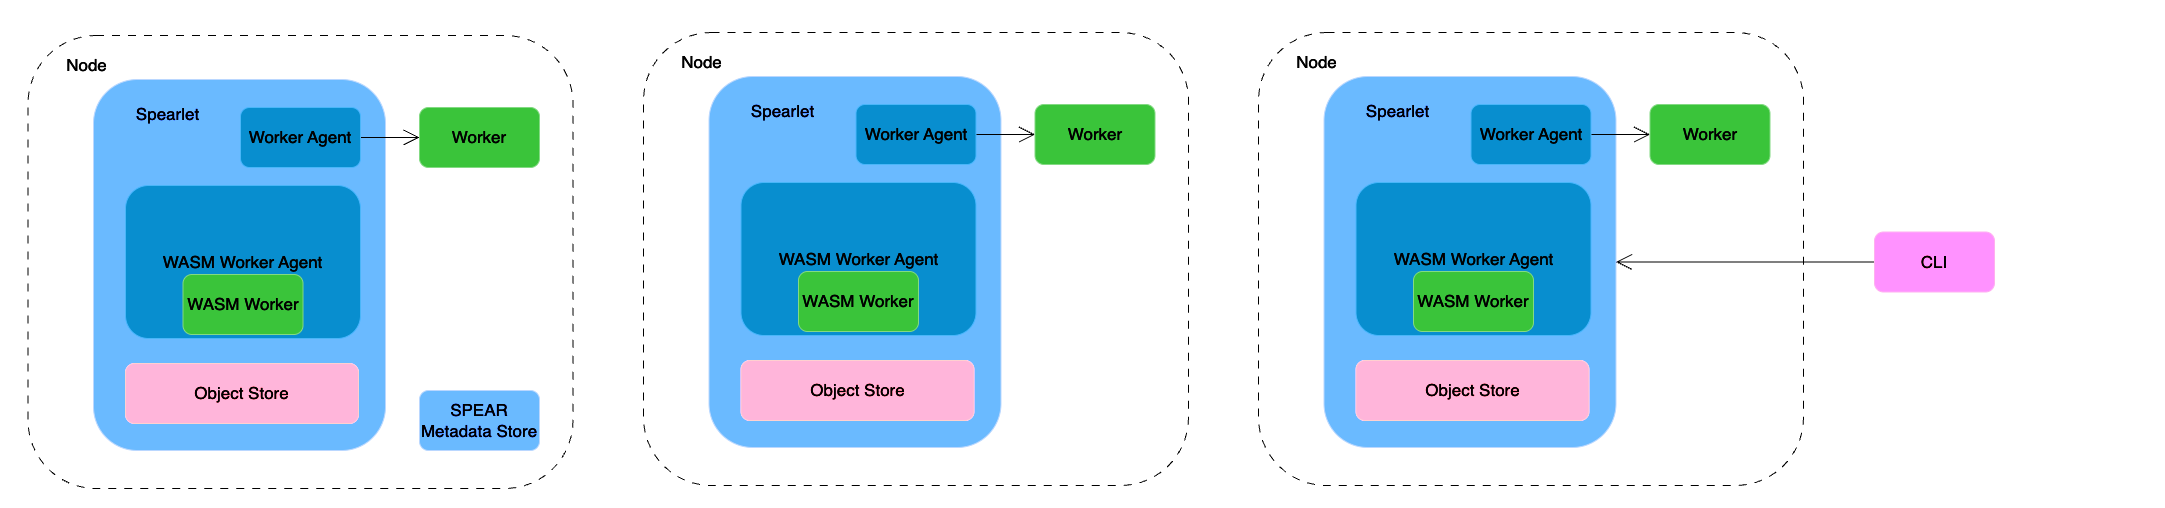 Node
Spearlet
Worker Agent
Worker
WASM Worker Agent
WASM Worker
Object Store
SPEAR
Metadata Store
Node
Spearlet
Worker Agent
Worker
WASM Worker Agent
WASM Worker
Object Store
Node
Spearlet
Worker Agent
Worker
WASM Worker Agent
WASM Worker
Object Store
CLI